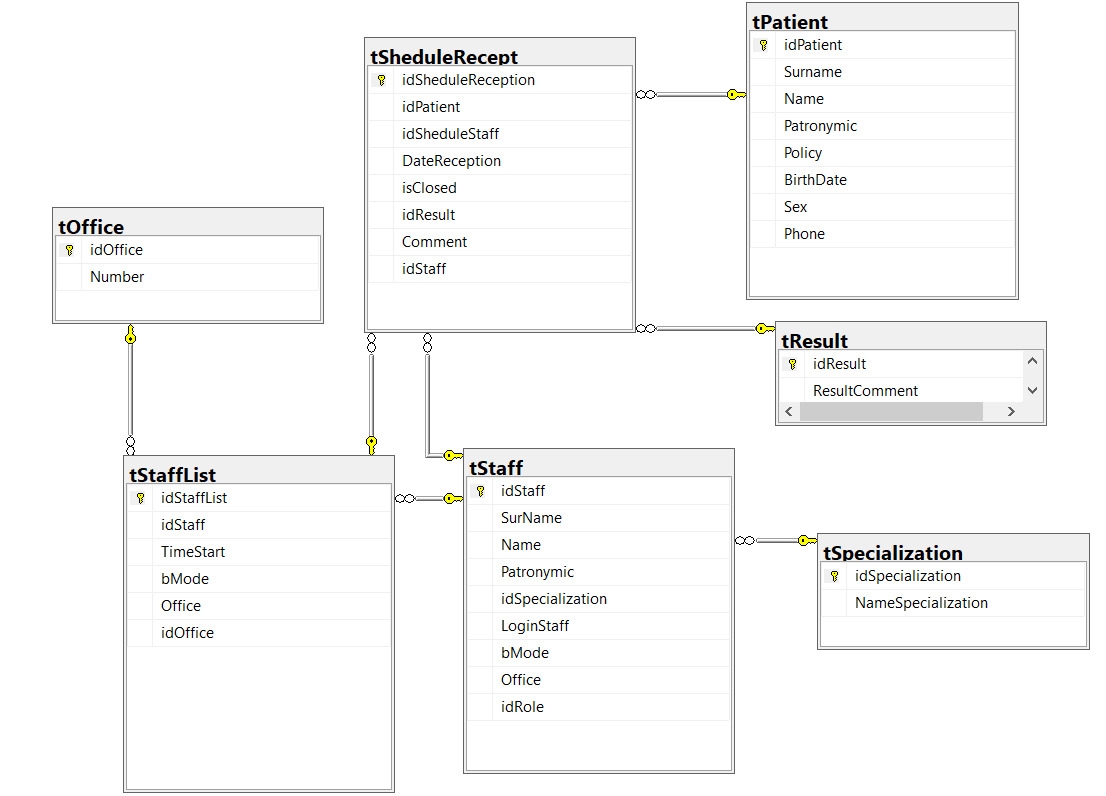 tPatient
idPatient
Surname
Name
Patronymic
Policy
BirthDate
Sex
Phone
tSheduleRecept
idSheduleReception
idPatient
idSheduleStaff
DateReception
isClosed
idResult
Comment
idStaff
tOffice
idOffice
Number
tResult
idResult
ResultComment
tStaffList
idStaffList
idStaff
TimeStart
bMode
Office
idOffice
tStaff
idStaff
SurName
Name
Patronymic
idSpecialization
LoginStaff
bMode
Office
idRole
tSpecialization
idSpecialization
NameSpecialization